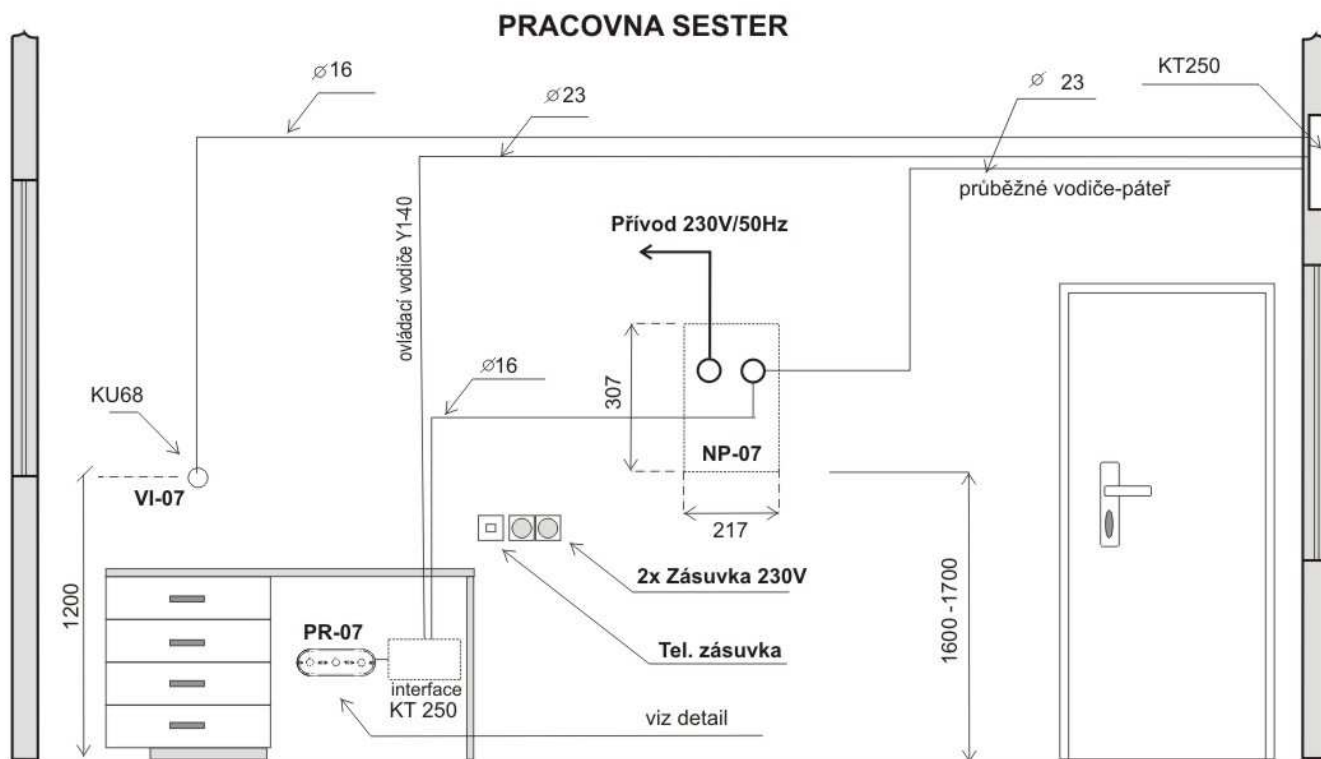 PRACOVNA SESTER
⌀16
⌀23
⌀ 23
KT250
průběžné vodiče-páteř
Přívod 230V/50Hz
ovládací vodiče Y1-40
⌀16
307
KU68
NP-07
VI-07
217
2x Zásuvka 230V
1200
PR-07
Tel. zásuvka
1600 -1700
interface
KT 250
viz detail